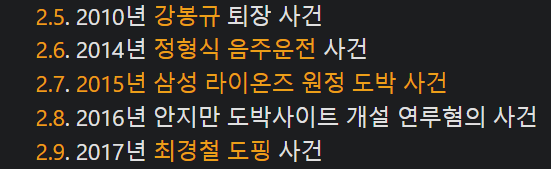 2.5. 2010년 강봉규 퇴장 사건
2.6. 2014년 정형식 음주운전 사건
2.7. 2015년 삼성 라이온즈 원정 도박 사건
2.8. 2016년 안지만 도박사이트 개설 연루혐의 사건
2.9. 2017년 최경철 도핑 사건